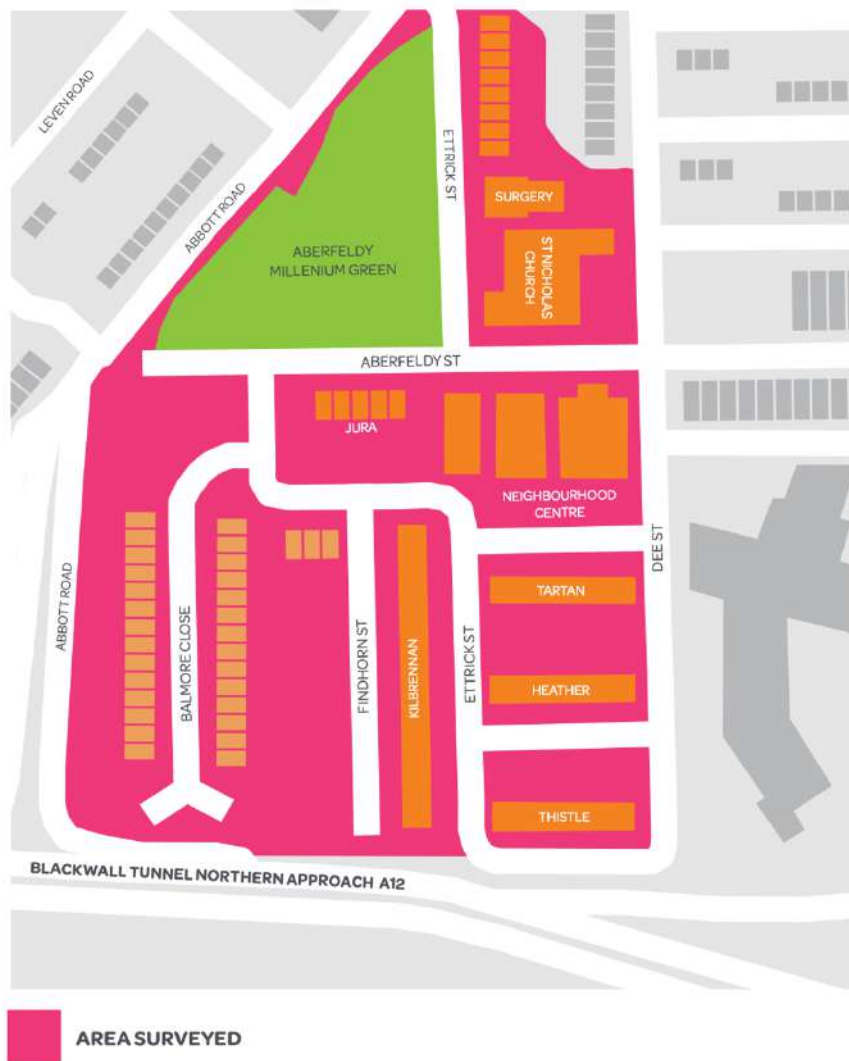 LEVEN ROAD
ABBOTT ROAD
ETTRICK ST
SURGERY
ST NICHOLAS
CHURCH
ABERFELDY
MILLENIUM GREEN
ABERFELDY ST
JURA
NEIGHBOURHOOD
CENTRE
DEE ST
TARTAN
ABBOTT ROAD
BALMORE CLOSE
FINDHORN ST
KILBRENNAN
ETTRICK ST
HEATHER
THISTLE
BLACKWALL TUNNEL NORTHERN APPROACH A12
AREA SURVEYED